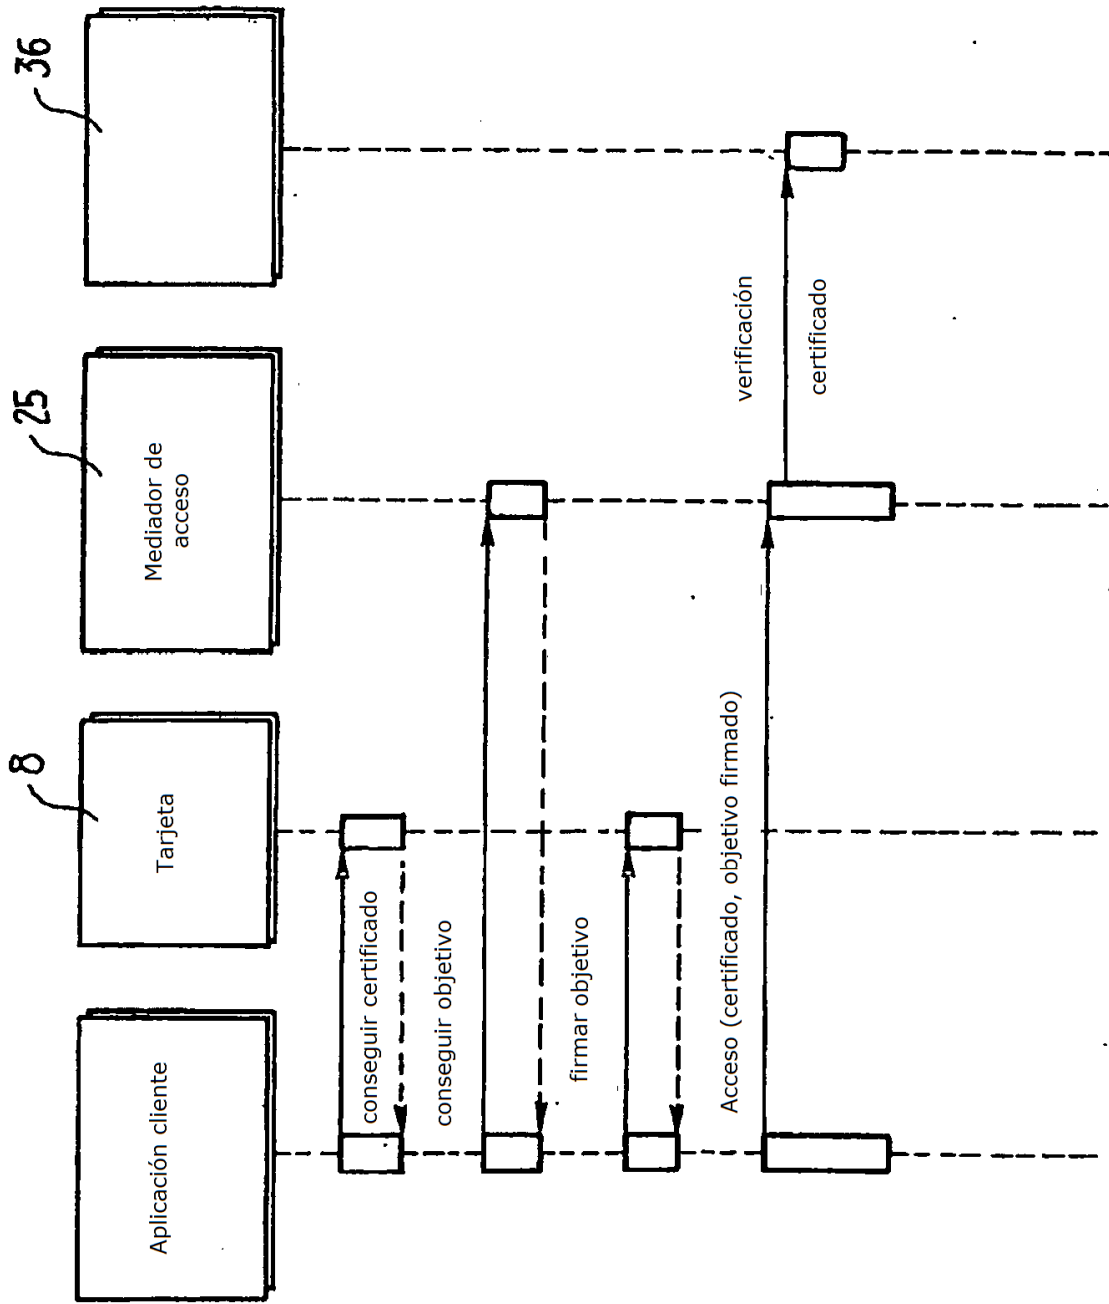 Aplicación cliente
8
Tarjeta
25
Mediador de
acceso
36
conseguir certificado
conseguir objetivo
firmar objetivo
Acceso (certificado, objetivo firmado)
verificación
certificado